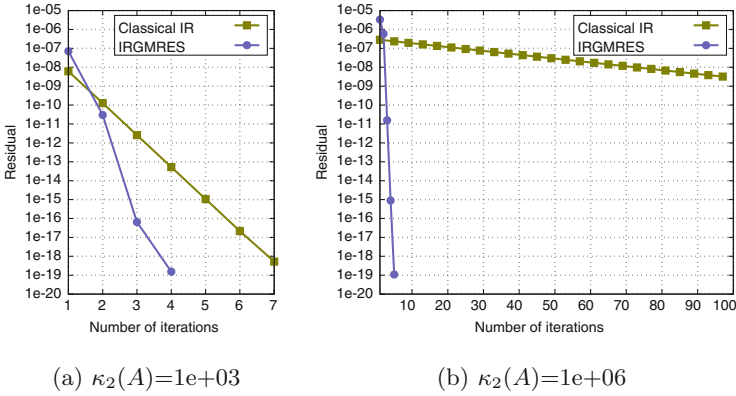 1e-05
1e-06
1e-07
1e-08
1e-09
1e-10
1e-11
1e-12
1e-13
1e-14
1e-15
1e-16
1e-17
1e-18
1e-19
1e-20
Residual
Classical IR
IRGMRES
1 2 3 4 5 6 7
Number of iterations
(a) κ₂(A)=1e+03
1e-05
1e-06
1e-07
1e-08
1e-09
1e-10
1e-11
1e-12
1e-13
1e-14
1e-15
1e-16
1e-17
1e-18
1e-19
1e-20
Residual
Classical IR
IRGMRES
10 20 30 40 50 60 70 80 90 100
Number of iterations
(b) κ₂(A)=1e+06